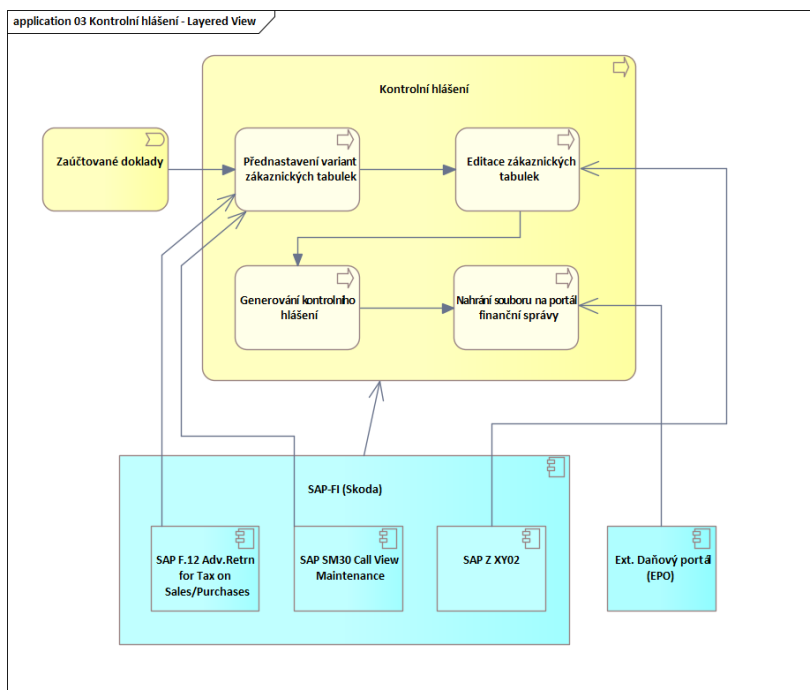 application 03 Kontrolní hlášení - Layered View
Kontrolní hlášení
Zaúčtované doklady
Přednastavení variant
zákaznických tabulek
Editace zákaznických
tabulek
Generování kontrolního
hlášení
Nahrání souboru na portál
finanční správy
SAP-FI (Skoda)
SAP F.12 Adv.Retrn
for Tax on
Sales/Purchases
SAP SM30 Call View
Maintenance
SAP Z XY02
Ext. Daňový portál
(EPO)